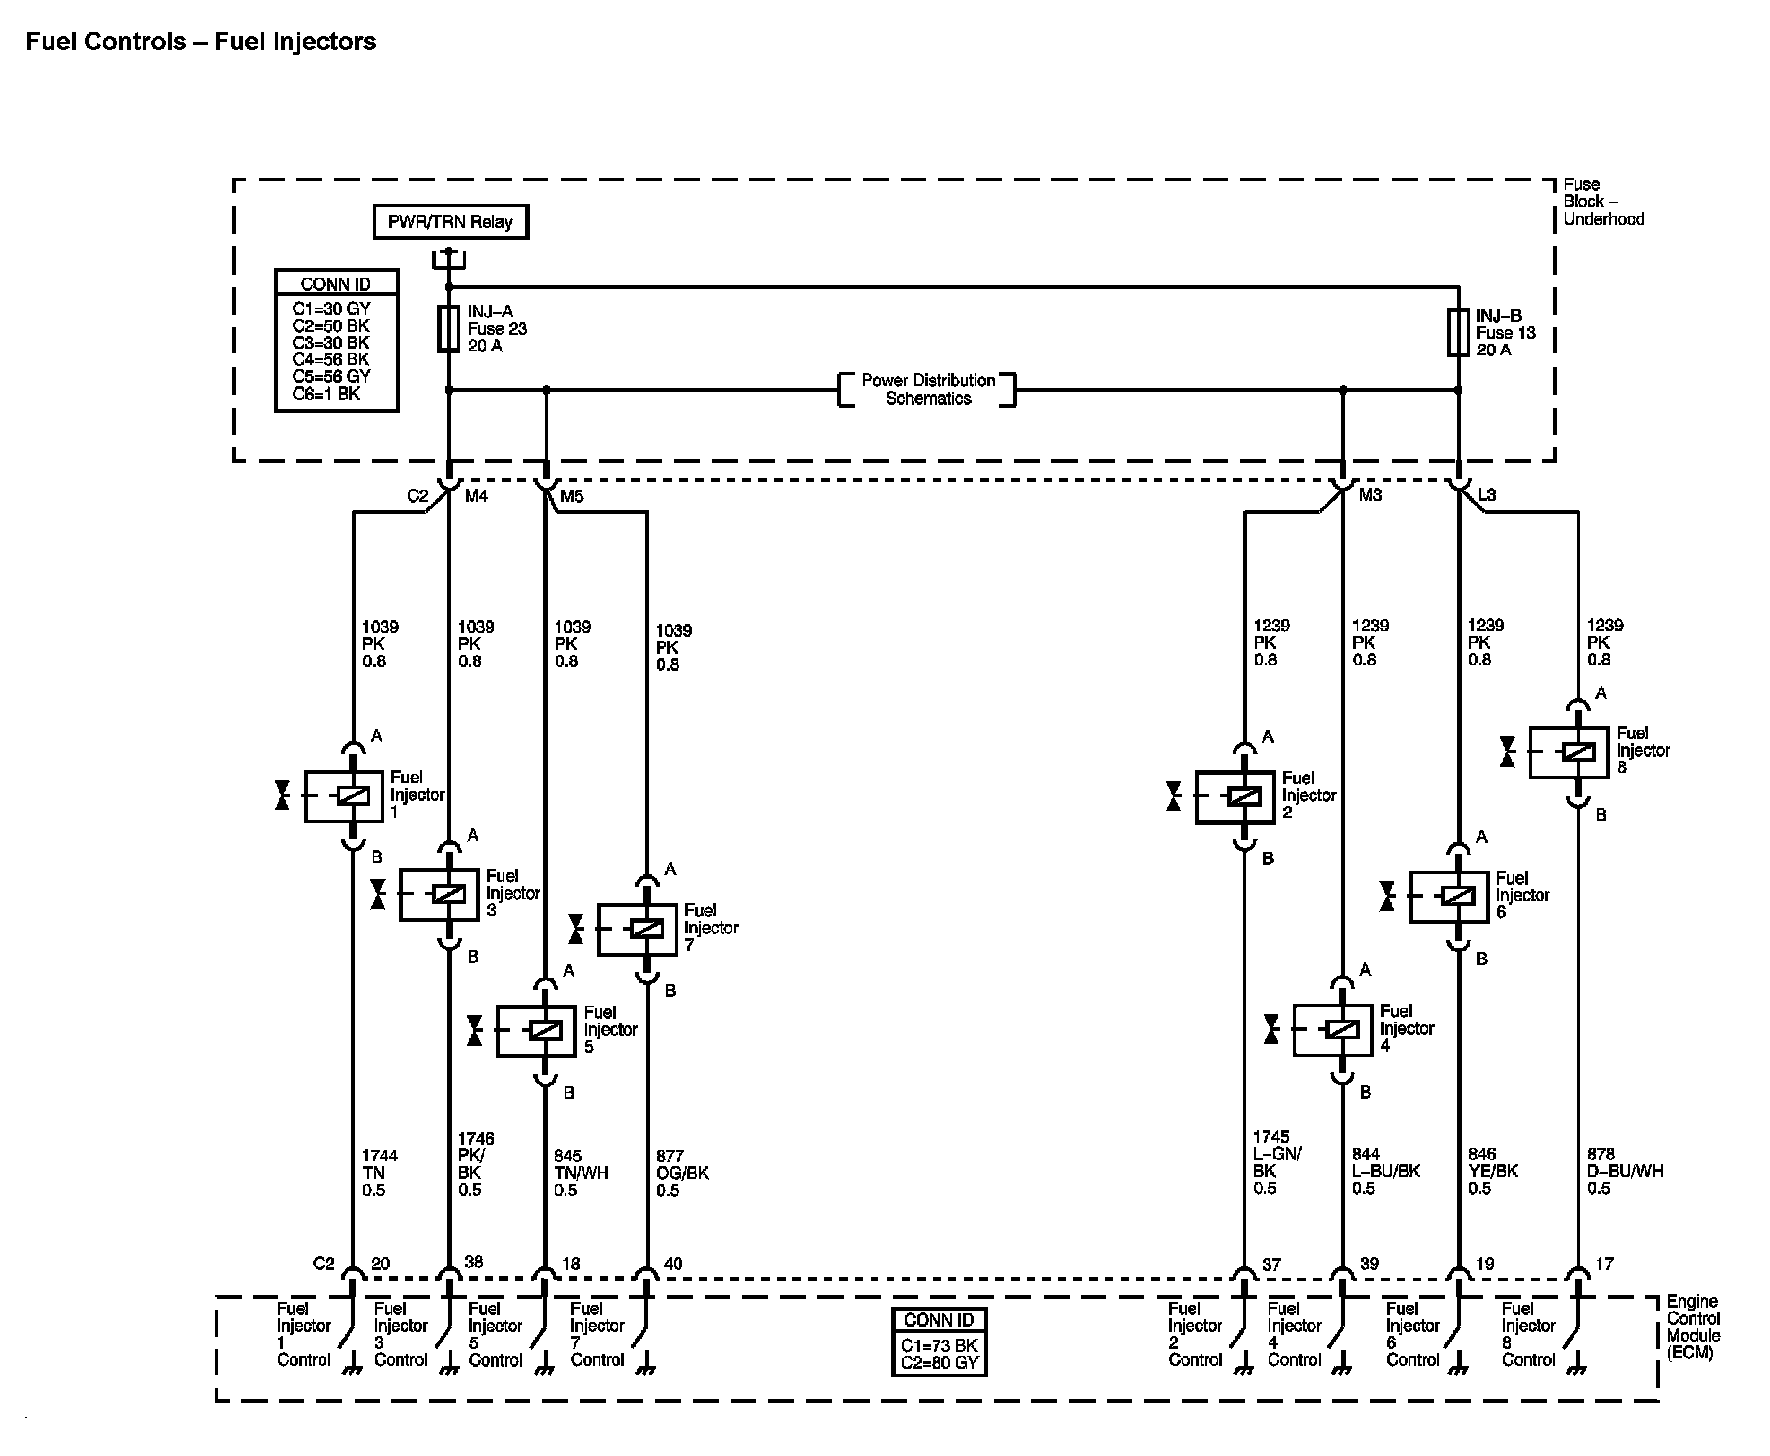 Fuel Controls – Fuel Injectors
Fuse
Block –
Underhood
PWR/TRN Relay
CONN ID
C1=30 GY
C2=50 BK
C3=30 BK
C4=56 BK
C5=56 GY
C6=1 BK
INJ–A
Fuse 23
20 A
INJ–B
Fuse 13
20 A
Power Distribution
Schematics
C2
M4
M5
M3
L3
1039
PK
0.8
1039
PK
0.8
1039
PK
0.8
1039
PK
0.8
1239
PK
0.8
1239
PK
0.8
1239
PK
0.8
1239
PK
0.8
A
Fuel
Injector
1
B
A
Fuel
Injector
3
B
A
Fuel
Injector
5
B
A
Fuel
Injector
7
B
A
Fuel
Injector
2
B
A
Fuel
Injector
4
B
A
Fuel
Injector
6
B
A
Fuel
Injector
8
B
1744
TN
0.5
1746
PK/
BK
0.5
845
TN/WH
0.5
877
OG/BK
0.5
1745
L–GN/
BK
0.5
844
L–BU/BK
0.5
846
YE/BK
0.5
878
D–BU/WH
0.5
C2
20
38
18
40
37
39
19
17
Fuel
Injector
1
Control
Fuel
Injector
3
Control
Fuel
Injector
5
Control
Fuel
Injector
7
Control
CONN ID
C1=73 BK
C2=80 GY
Fuel
Injector
2
Control
Fuel
Injector
4
Control
Fuel
Injector
6
Control
Fuel
Injector
8
Control
Engine
Control
Module
(ECM)